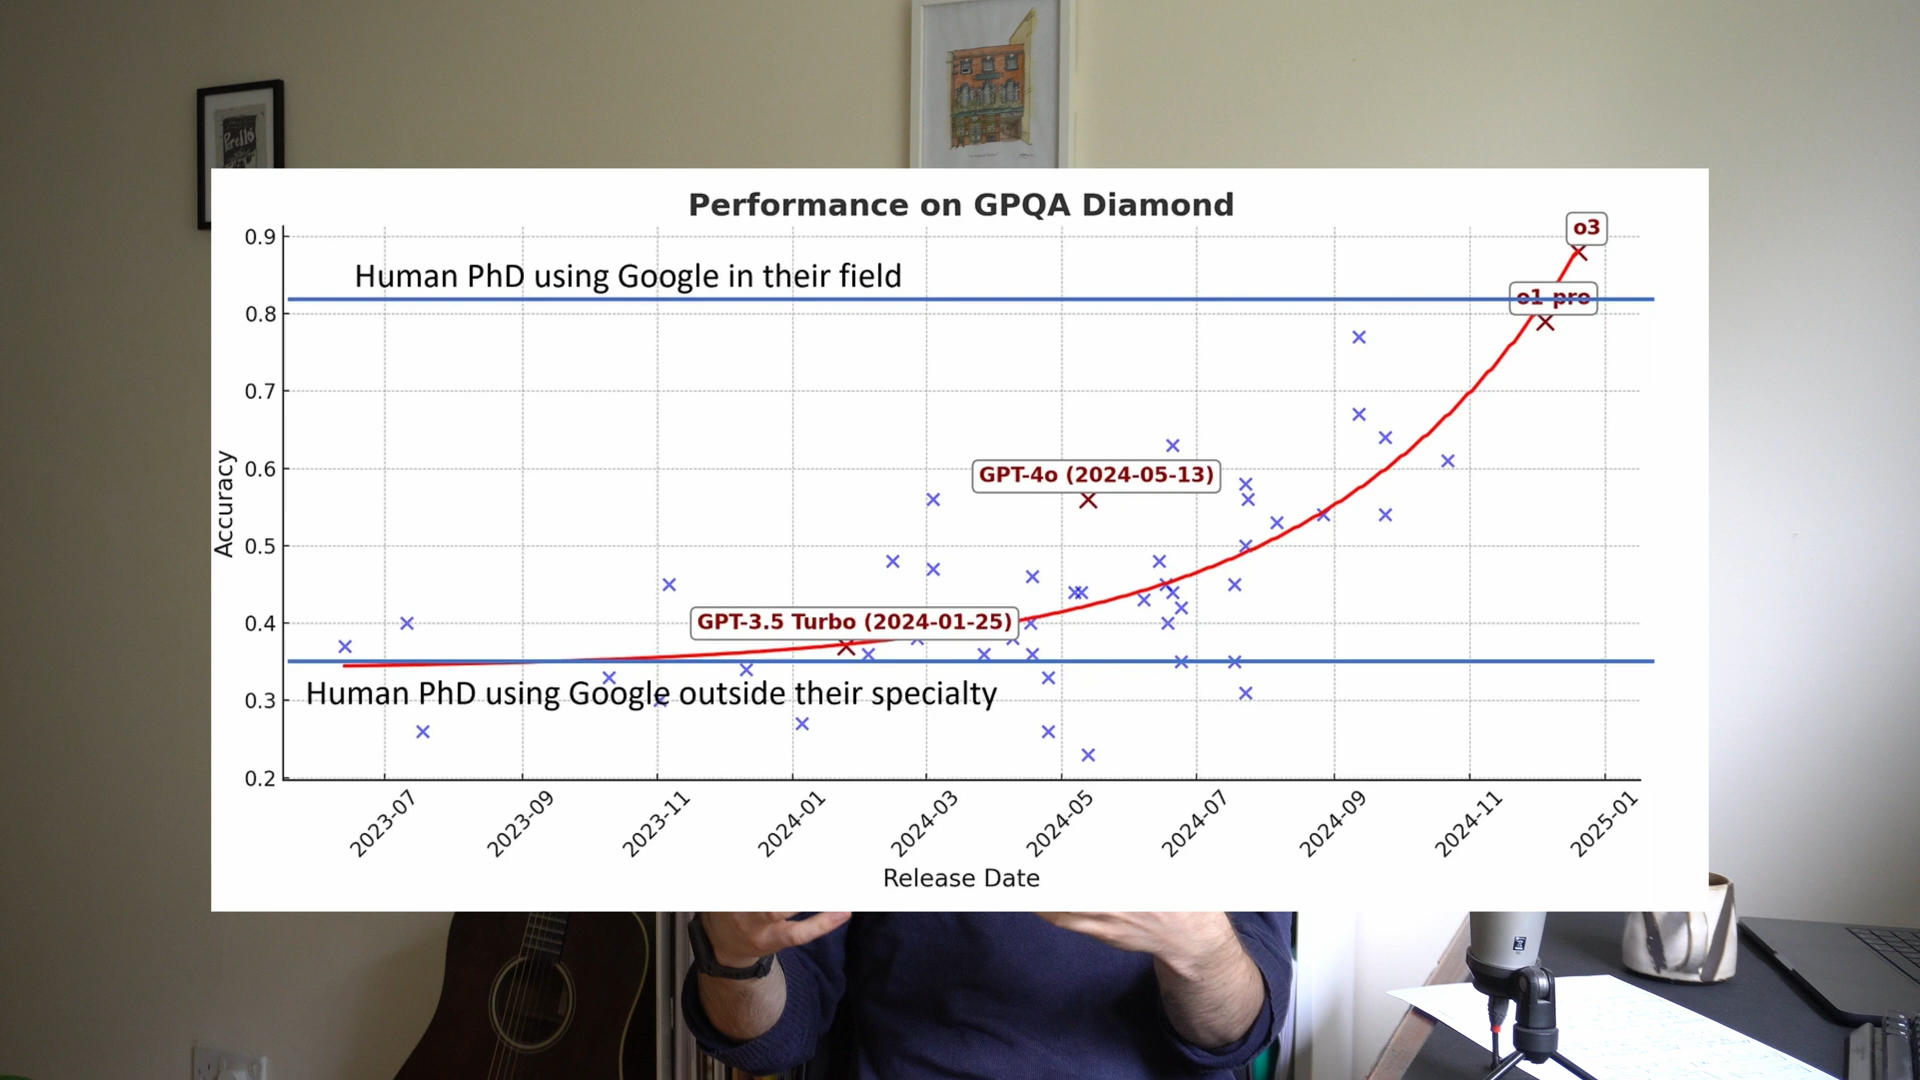 Perelló
Performance on GPQA Diamond
o3
0.9
Human PhD using Google in their field
o1 pro
0.8
0.7
0.6
GPT-4o (2024-05-13)
0.5
0.4
GPT-3.5 Turbo (2024-01-25)
Human PhD using Google outside their specialty
0.3
0.2
Accuracy
2023-07
2023-09
2023-11
2024-01
2024-03
2024-05
2024-07
2024-09
2024-11
2025-01
Release Date